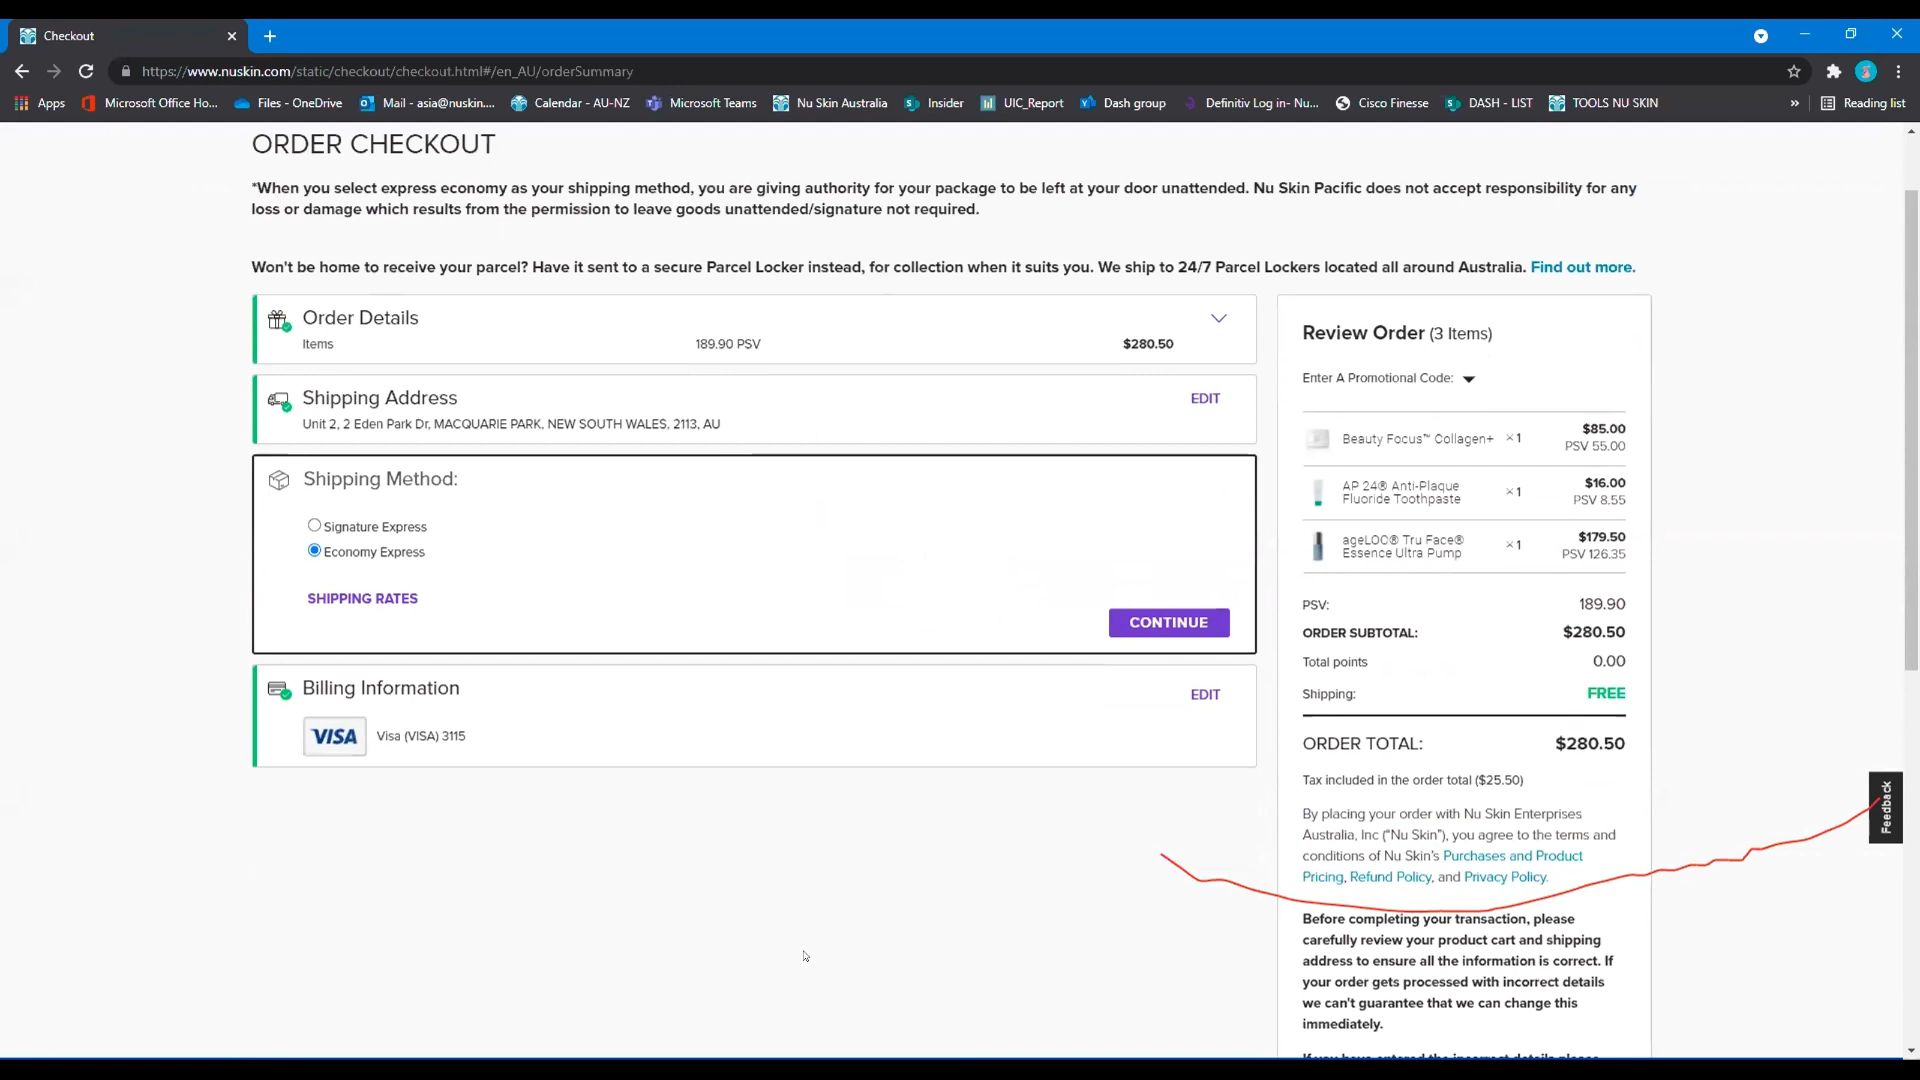 Checkout
https://www.nuskin.com/static/checkout/checkout.html#/en_AU/orderSummary
Apps Microsoft Office Ho... Files - OneDrive Mail - asia@nuskin.... Calendar - AU-NZ Microsoft Teams Nu Skin Australia Insider UIC_Report Dash group Definitiv Log in- Nu... Cisco Finesse DASH - LIST TOOLS NU SKIN » Reading list
ORDER CHECKOUT
*When you select express economy as your shipping method, you are giving authority for your package to be left at your door unattended. Nu Skin Pacific does not accept responsibility for any
loss or damage which results from the permission to leave goods unattended/signature not required.
Won't be home to receive your parcel? Have it sent to a secure Parcel Locker instead, for collection when it suits you. We ship to 24/7 Parcel Lockers located all around Australia. Find out more.
Order Details
Items 189.90 PSV $280.50
Shipping Address EDIT
Unit 2, 2 Eden Park Dr, MACQUARIE PARK, NEW SOUTH WALES, 2113, AU
Shipping Method:
Signature Express
Economy Express
SHIPPING RATES
CONTINUE
Billing Information EDIT
VISA Visa (VISA) 3115
Review Order (3 Items)
Enter A Promotional Code:
Beauty Focus™ Collagen+ ×1 $85.00
PSV 55.00
AP 24® Anti-Plaque
Fluoride Toothpaste ×1 $16.00
PSV 8.55
ageLOC® Tru Face®
Essence Ultra Pump ×1 $179.50
PSV 126.35
PSV: 189.90
ORDER SUBTOTAL: $280.50
Total points 0.00
Shipping: FREE
ORDER TOTAL: $280.50
Tax included in the order total ($25.50)
By placing your order with Nu Skin Enterprises
Australia, Inc ("Nu Skin"), you agree to the terms and
conditions of Nu Skin's Purchases and Product
Pricing, Refund Policy, and Privacy Policy.
Before completing your transaction, please
carefully review your product cart and shipping
address to ensure all the information is correct. If
your order gets processed with incorrect details
we can't guarantee that we can change this
immediately.
If you have entered the incorrect details please
Feedback